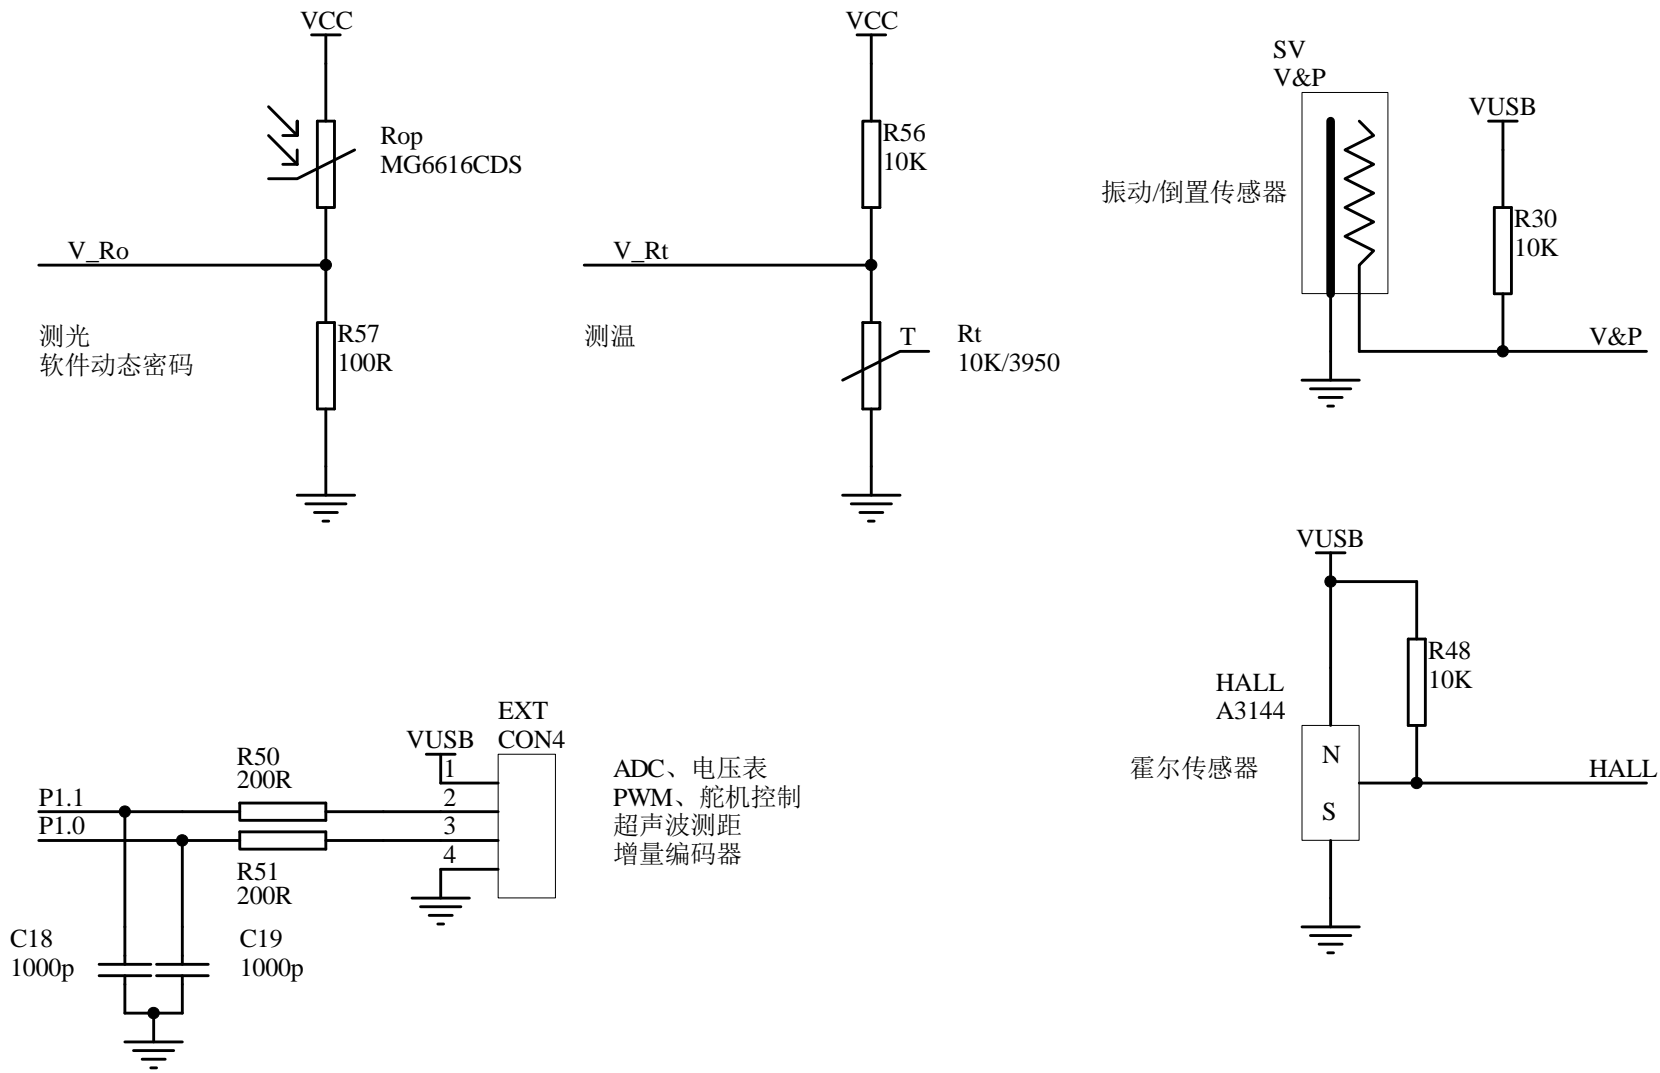 VCC
Rop
MG6616CDS
V_Ro
R57
100R
测光
软件动态密码
VCC
R56
10K
V_Rt
测温
T
Rt
10K/3950
SV
V&P
VUSB
振动/倒置传感器
R30
10K
V&P
VUSB
R48
10K
HALL
A3144
N
S
霍尔传感器
HALL
EXT
CON4
VUSB
1
2
3
4
R50
200R
P1.1
P1.0
R51
200R
C18
1000p
C19
1000p
ADC、电压表
PWM、舵机控制
超声波测距
增量编码器